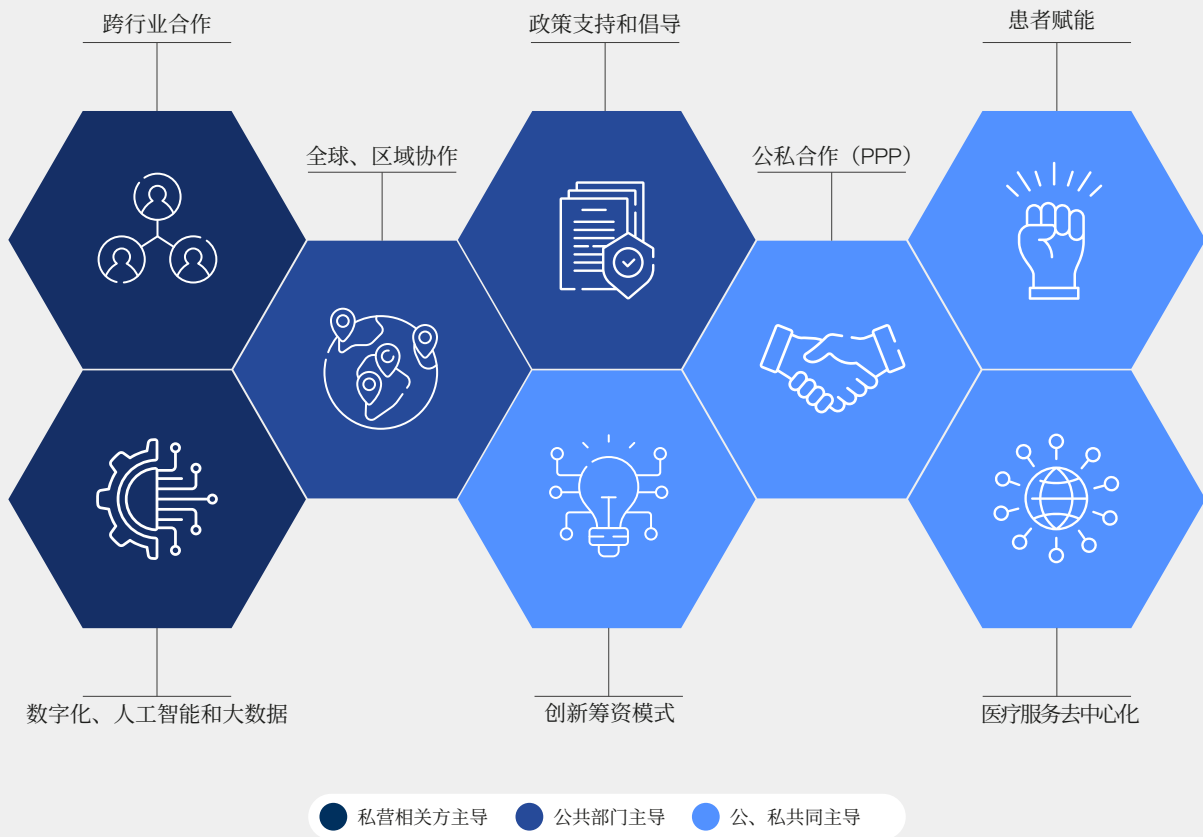 跨行业合作
政策支持和倡导
患者赋能
全球、区域协作
公私合作（PPP）
数字化、人工智能和大数据
创新筹资模式
医疗服务去中心化
私营相关方主导
公共部门主导
公、私共同主导